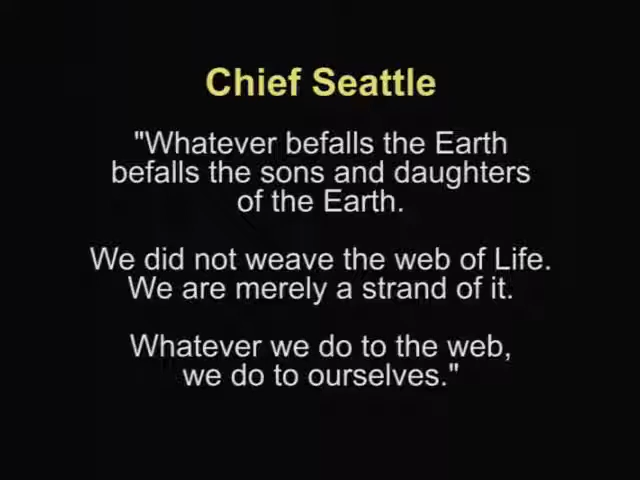 Chief Seattle
"Whatever befalls the Earth
befalls the sons and daughters
of the Earth.
We did not weave the web of Life.
We are merely a strand of it.
Whatever we do to the web,
we do to ourselves."